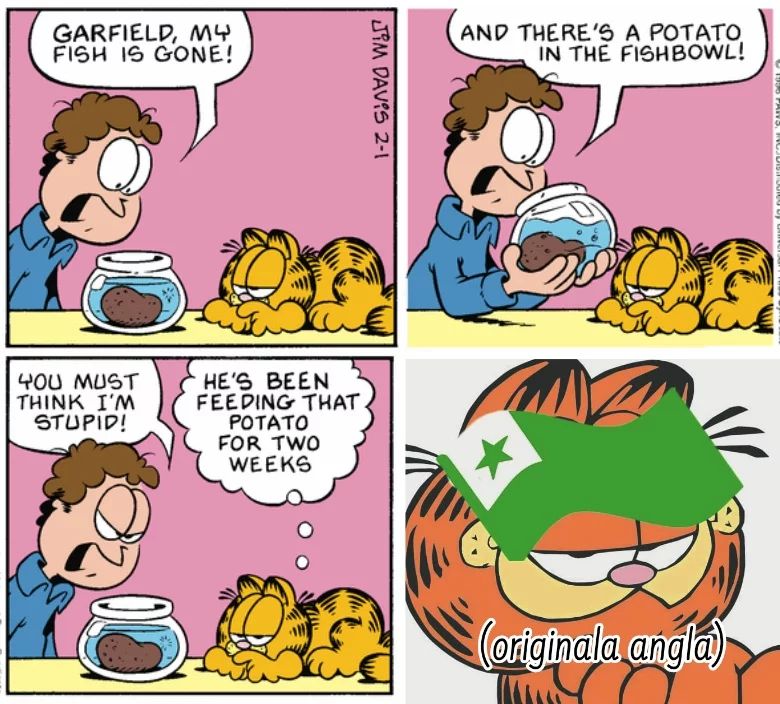 GARFIELD, MY
FISH IS GONE!
JIM DAVIS 2-1
AND THERE'S A POTATO
IN THE FISHBOWL!
YOU MUST
THINK I'M
STUPID!
HE'S BEEN
FEEDING THAT
POTATO
FOR TWO
WEEKS
(originala angla)